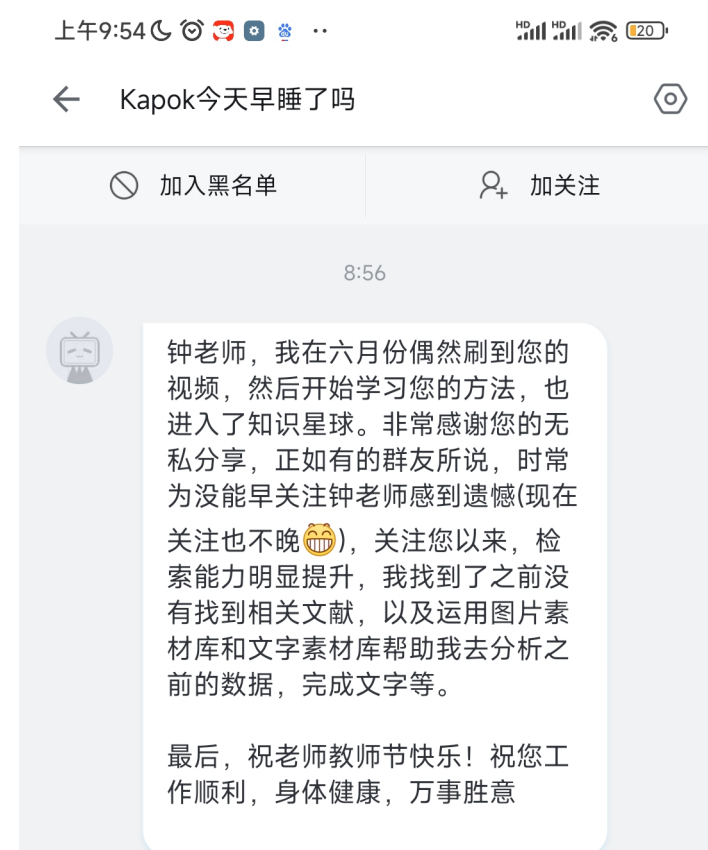 上午9:54
HD HD 6 20
Kapok今天早睡了吗
加入黑名单 加关注
8:56
钟老师，我在六月份偶然刷到您的
视频，然后开始学习您的方法，也
进入了知识星球。非常感谢您的无
私分享，正如有的群友所说，时常
为没能早关注钟老师感到遗憾(现在
关注也不晚😁)，关注您以来，检
索能力明显提升，我找到了之前没
有找到相关文献，以及运用图片素
材库和文字素材库帮助我去分析之
前的数据，完成文字等。
最后，祝老师教师节快乐！祝您工
作顺利，身体健康，万事胜意